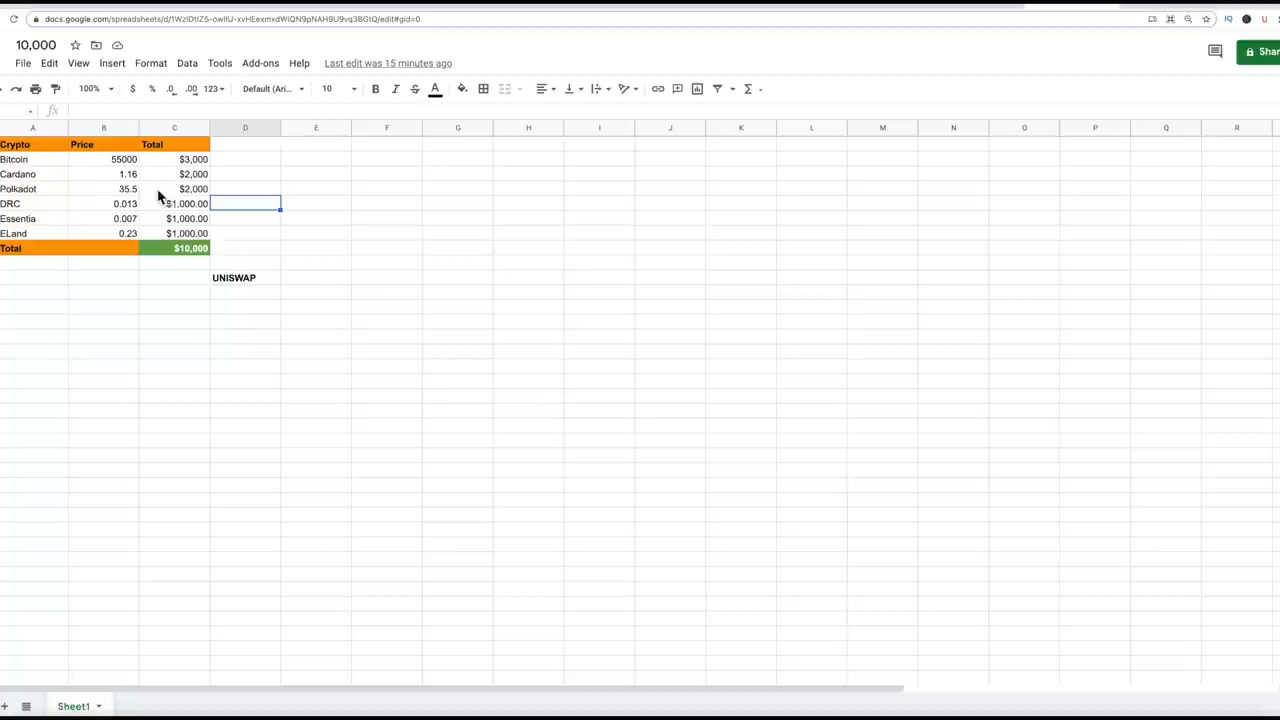 docs.google.com/spreadsheets/d/1WzlDtIZ5-owIlU-xvHEexmxdWlQN9pNAH9U9vq3BGtQ/edit#gid=0
10,000
File Edit View Insert Format Data Tools Add-ons Help Last edit was 15 minutes ago
Shar
100% $ % .0 .00 123 Default (Ari... 10 B I S A
fx
A B C D E F G H I J K L M N O P Q R
Crypto Price Total
Bitcoin 55000 $3,000
Cardano 1.16 $2,000
Polkadot 35.5 $2,000
DRC 0.013 $1,000.00
Essentia 0.007 $1,000.00
ELand 0.23 $1,000.00
Total $10,000
UNISWAP
Sheet1